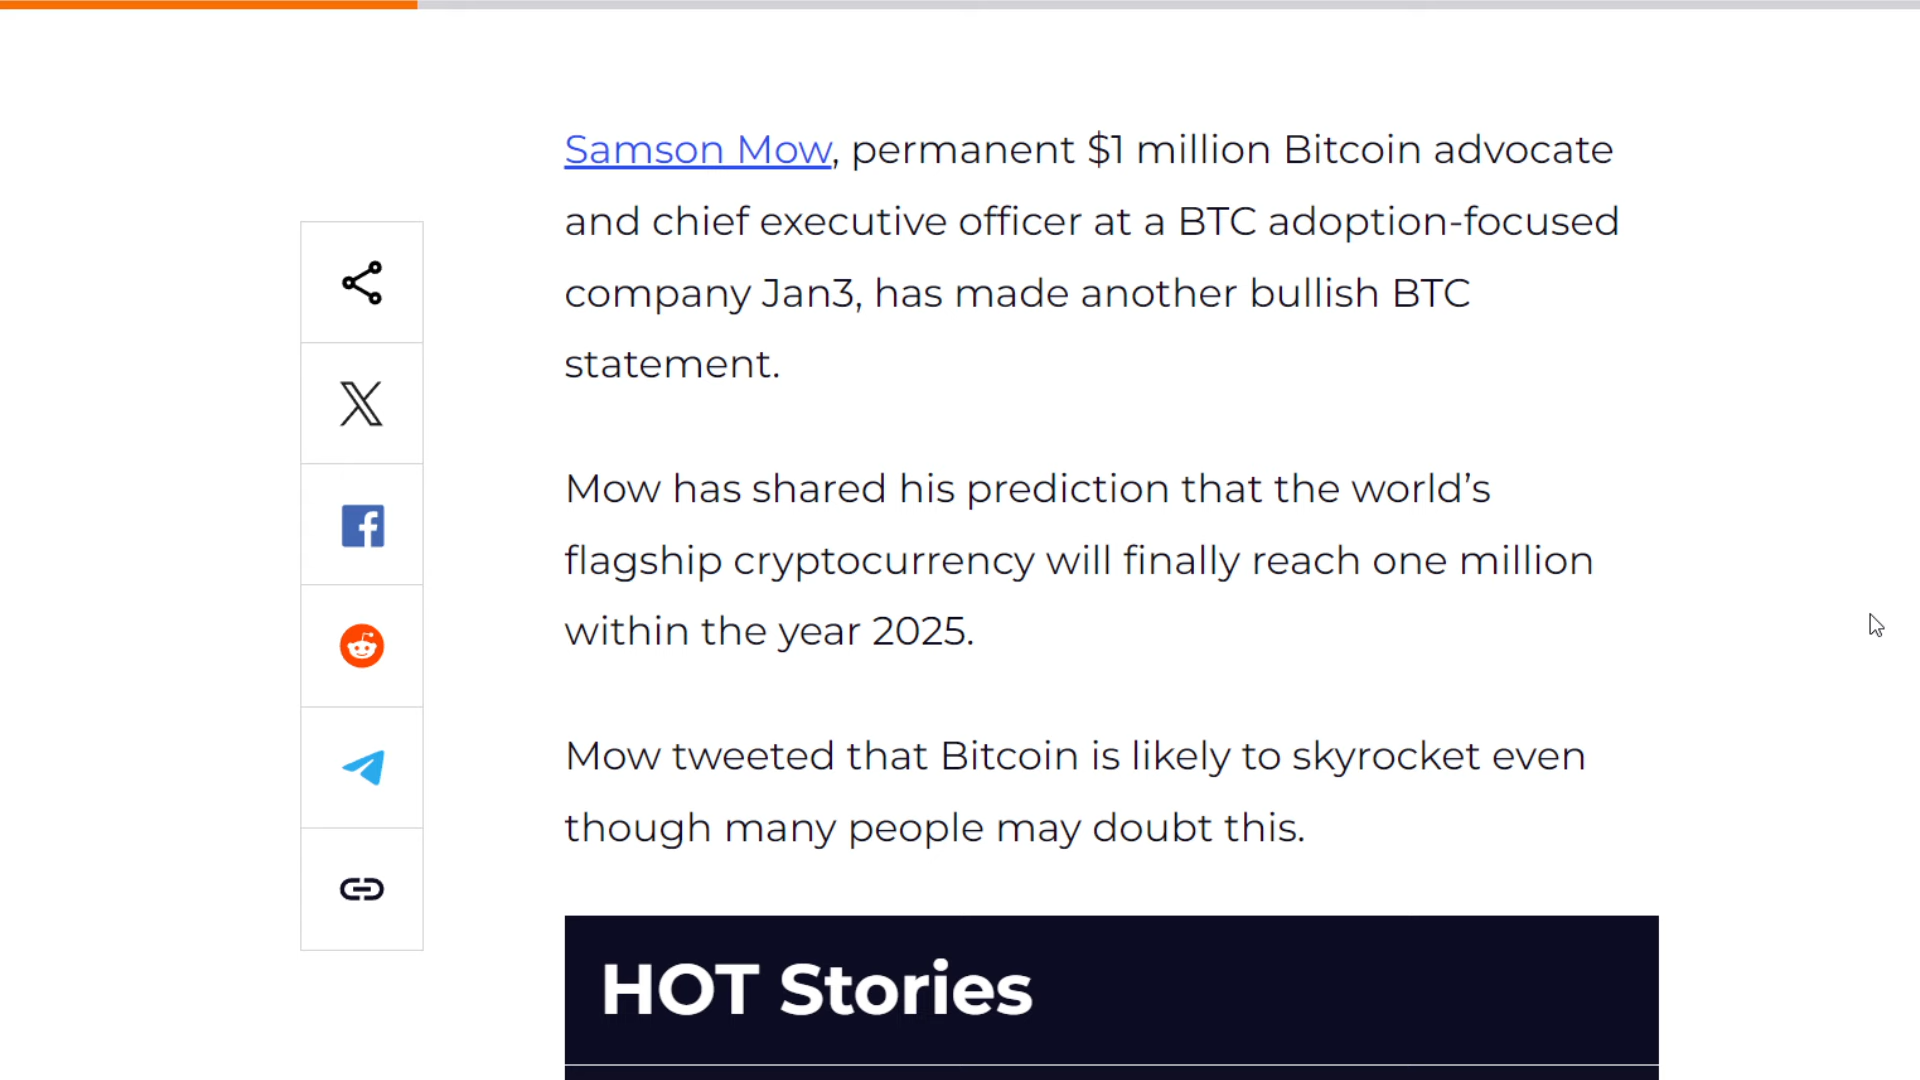 Samson Mow, permanent $1 million Bitcoin advocate
and chief executive officer at a BTC adoption-focused
company Jan3, has made another bullish BTC
statement.
Mow has shared his prediction that the world’s
flagship cryptocurrency will finally reach one million
within the year 2025.
Mow tweeted that Bitcoin is likely to skyrocket even
though many people may doubt this.
HOT Stories